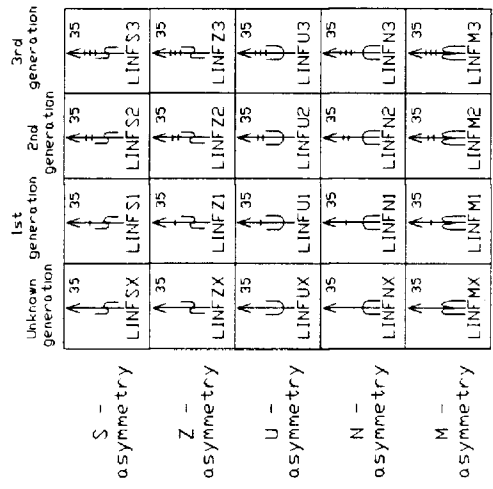 Unknown generation
1st generation
2nd generation
3rd generation
S - asymmetry
35
LINFSX
35
LINFS1
35
LINFS2
35
LINFS3
Z - asymmetry
35
LINFZX
35
LINFZ1
35
LINFZ2
35
LINFZ3
U - asymmetry
35
LINFUX
35
LINFU1
35
LINFU2
35
LINFU3
N - asymmetry
35
LINFNX
35
LINFN1
35
LINFN2
35
LINFN3
M - asymmetry
35
LINFMX
35
LINFM1
35
LINFM2
35
LINFM3